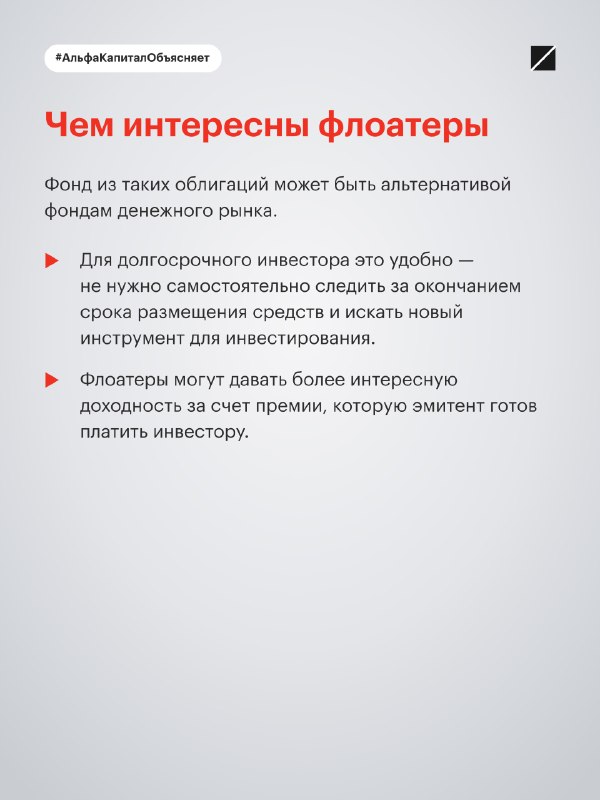 #АльфаКапиталОбъясняет
Чем интересны флоатеры
Фонд из таких облигаций может быть альтернативой
фондам денежного рынка.
Для долгосрочного инвестора это удобно —
не нужно самостоятельно следить за окончанием
срока размещения средств и искать новый
инструмент для инвестирования.
Флоатеры могут давать более интересную
доходность за счет премии, которую эмитент готов
платить инвестору.